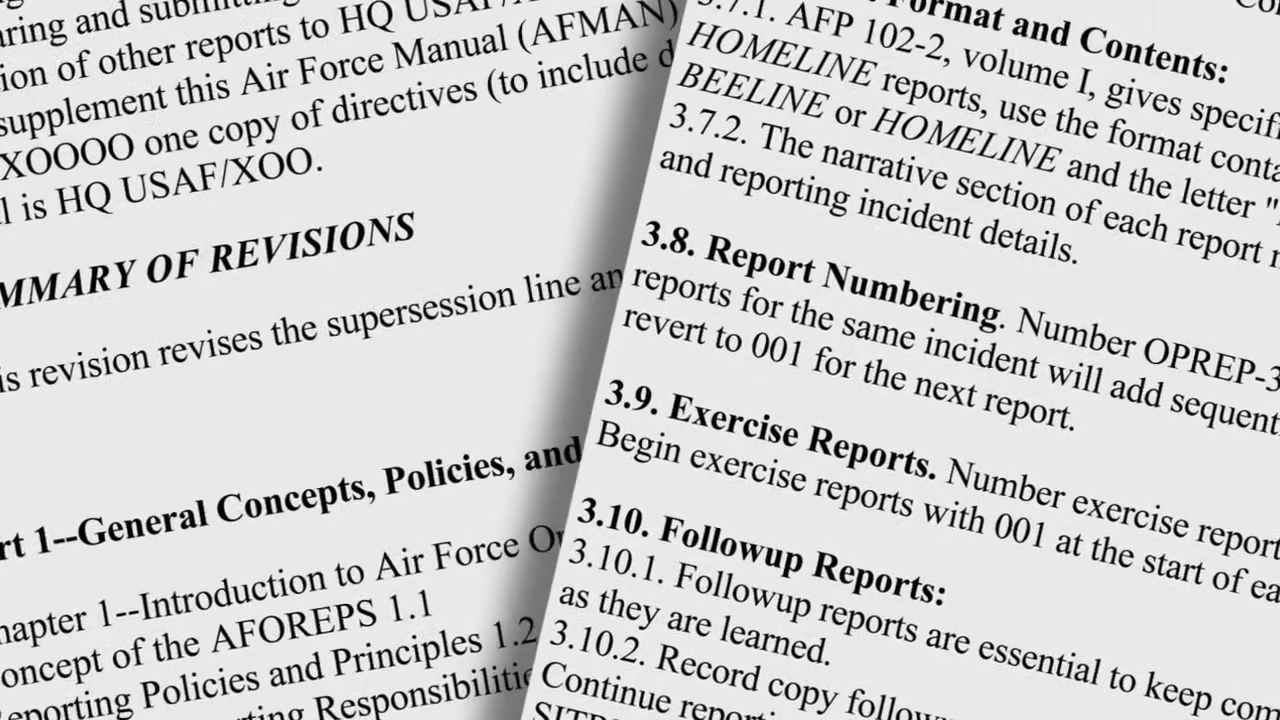 ring and submitting
ion of other reports to HQ USAF/
supplement this Air Force Manual (AFMAN)
XOOOO one copy of directives (to include
l is HQ USAF/XOO.
MMARY OF REVISIONS
is revision revises the supersession line an
rt 1--General Concepts, Policies, and
hapter 1--Introduction to Air Force O
oncept of the AFOREPS 1.1
eporting Policies and Principles 1.2
rting Responsibilitie
Format and Contents:
3.7.1. AFP 102-2, volume I, gives specifi
HOMELINE reports, use the format conta
BEELINE or HOMELINE and the letter "
3.7.2. The narrative section of each report
and reporting incident details.
3.8. Report Numbering. Number OPREP-3
reports for the same incident will add sequent
revert to 001 for the next report.
3.9. Exercise Reports. Number exercise report
Begin exercise reports with 001 at the start of ea
3.10. Followup Reports:
3.10.1. Followup reports are essential to keep com
as they are learned.
3.10.2. Record copy follow
Continue reporti